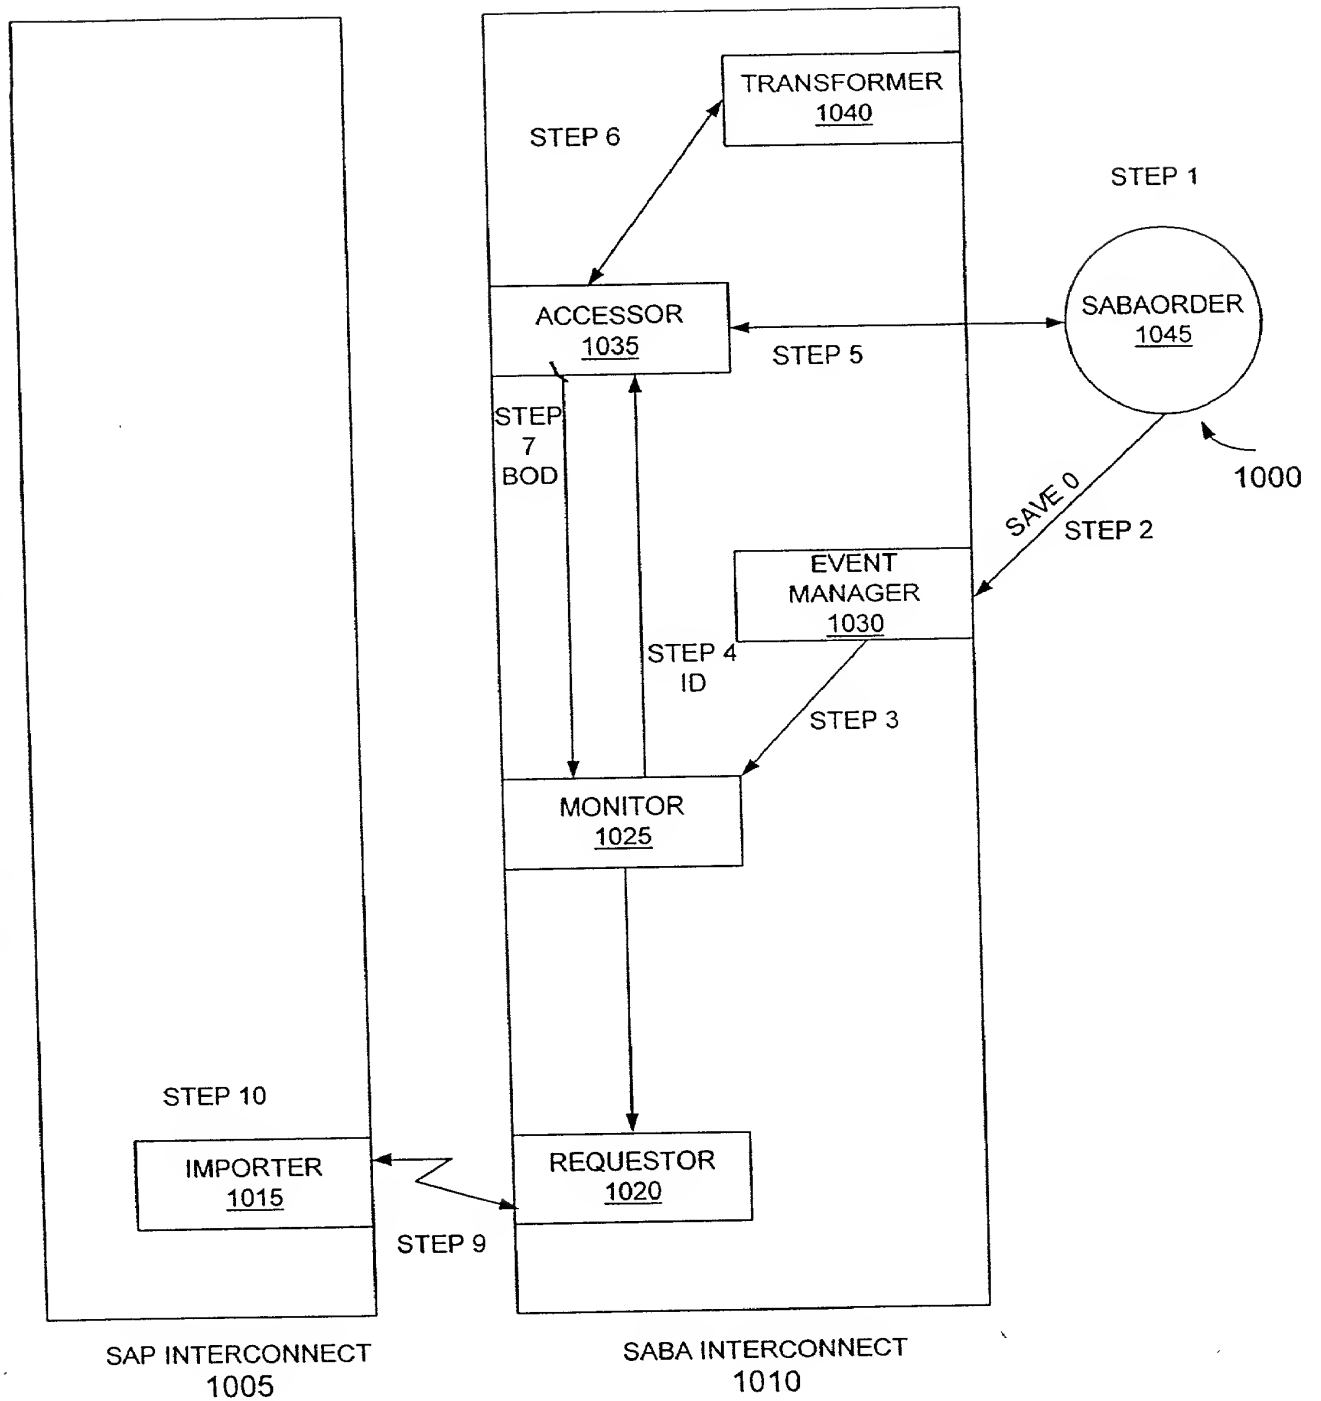 TRANSFORMER
1040
STEP 6
STEP 1
ACCESSOR
1035
SABAORDER
1045
STEP 5
STEP
7
BOD
1000
SAVE 0
STEP 2
EVENT
MANAGER
1030
STEP 4
ID
STEP 3
MONITOR
1025
STEP 10
IMPORTER
1015
REQUESTOR
1020
STEP 9
SAP INTERCONNECT
1005
SABA INTERCONNECT
1010